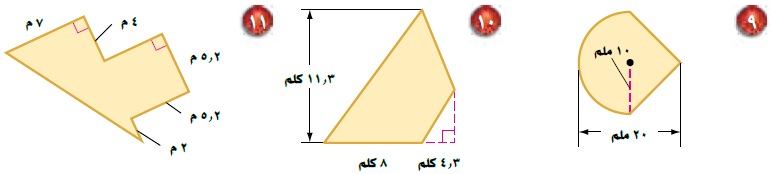 ٩
١٠ ملم
٢٠ ملم
١٠
١١٫٣ كلم
٨ كلم
٤٫٣ كلم
١١
٧ م
٤ م
٥٫٢ م
٥٫٢ م
٢ م